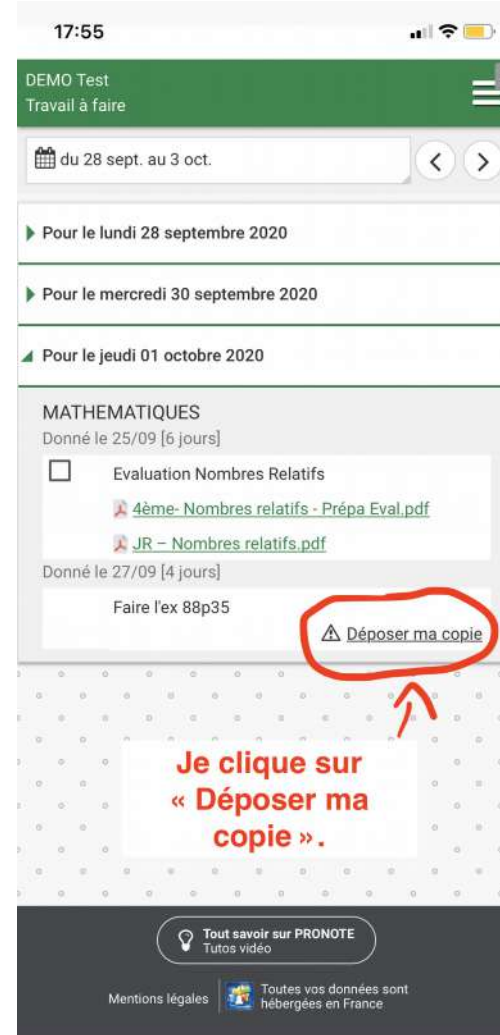 17:55
DEMO Test
Travail à faire
du 28 sept. au 3 oct.
Pour le lundi 28 septembre 2020
Pour le mercredi 30 septembre 2020
Pour le jeudi 01 octobre 2020
MATHEMATIQUES
Donné le 25/09 [6 jours]
Evaluation Nombres Relatifs
4ème- Nombres relatifs - Prépa Eval.pdf
JR – Nombres relatifs.pdf
Donné le 27/09 [4 jours]
Faire l'ex 88p35
Déposer ma copie
Je clique sur
« Déposer ma
copie ».
Tout savoir sur PRONOTE
Tutos vidéo
Mentions légales
Toutes vos données sont
hébergées en France